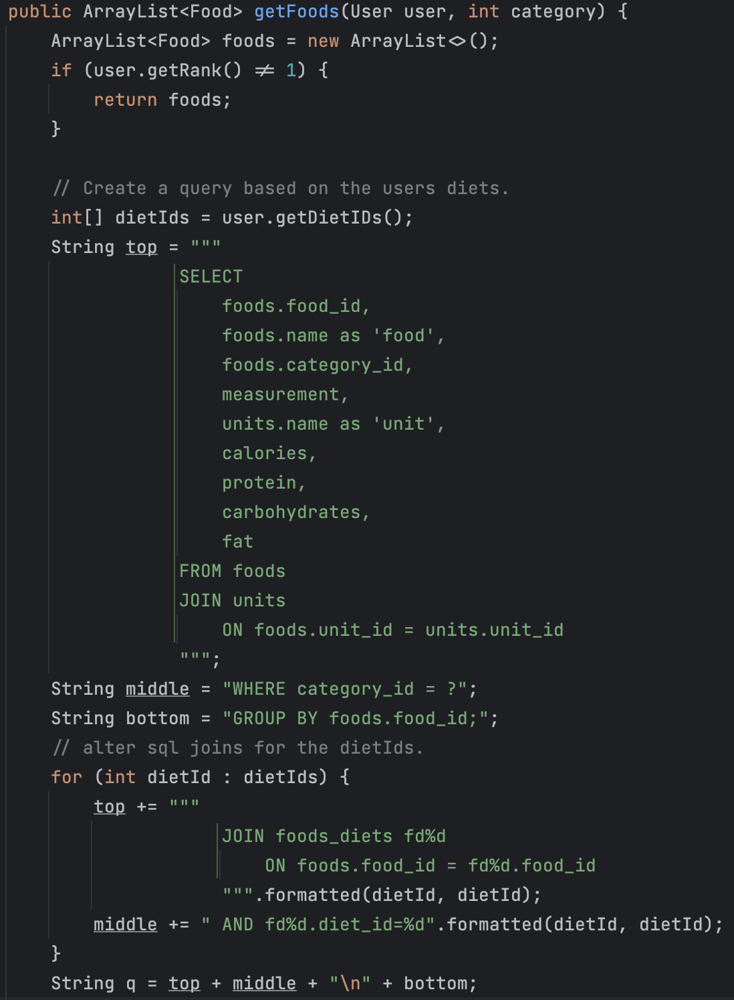 public ArrayList<Food> getFoods(User user, int category) {
    ArrayList<Food> foods = new ArrayList<>();
    if (user.getRank() != 1) {
        return foods;
    }

    // Create a query based on the users diets.
    int[] dietIds = user.getDietIDs();
    String top = """
                SELECT
                    foods.food_id,
                    foods.name as 'food',
                    foods.category_id,
                    measurement,
                    units.name as 'unit',
                    calories,
                    protein,
                    carbohydrates,
                    fat
                FROM foods
                JOIN units
                    ON foods.unit_id = units.unit_id
                """;
    String middle = "WHERE category_id = ?";
    String bottom = "GROUP BY foods.food_id;";
    // alter sql joins for the dietIds.
    for (int dietId : dietIds) {
        top += """
                    JOIN foods_diets fd%d
                        ON foods.food_id = fd%d.food_id
                    """.formatted(dietId, dietId);
        middle += " AND fd%d.diet_id=%d".formatted(dietId, dietId);
    }
    String q = top + middle + "\n" + bottom;